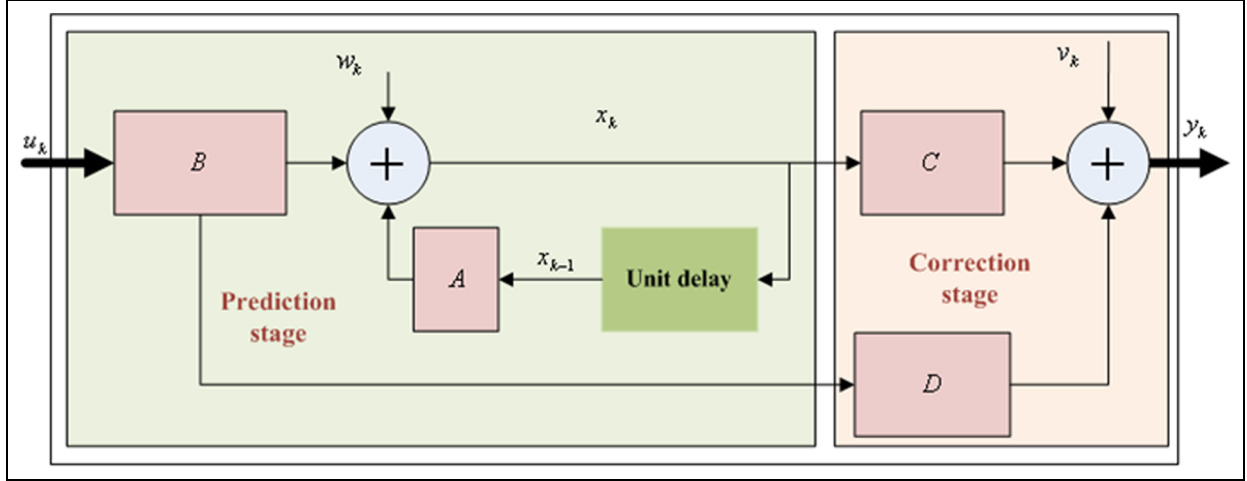 w_k
v_k
x_k
y_k
u_k
B
+
C
+
A
x_{k-1}
Unit delay
Prediction
stage
Correction
stage
D